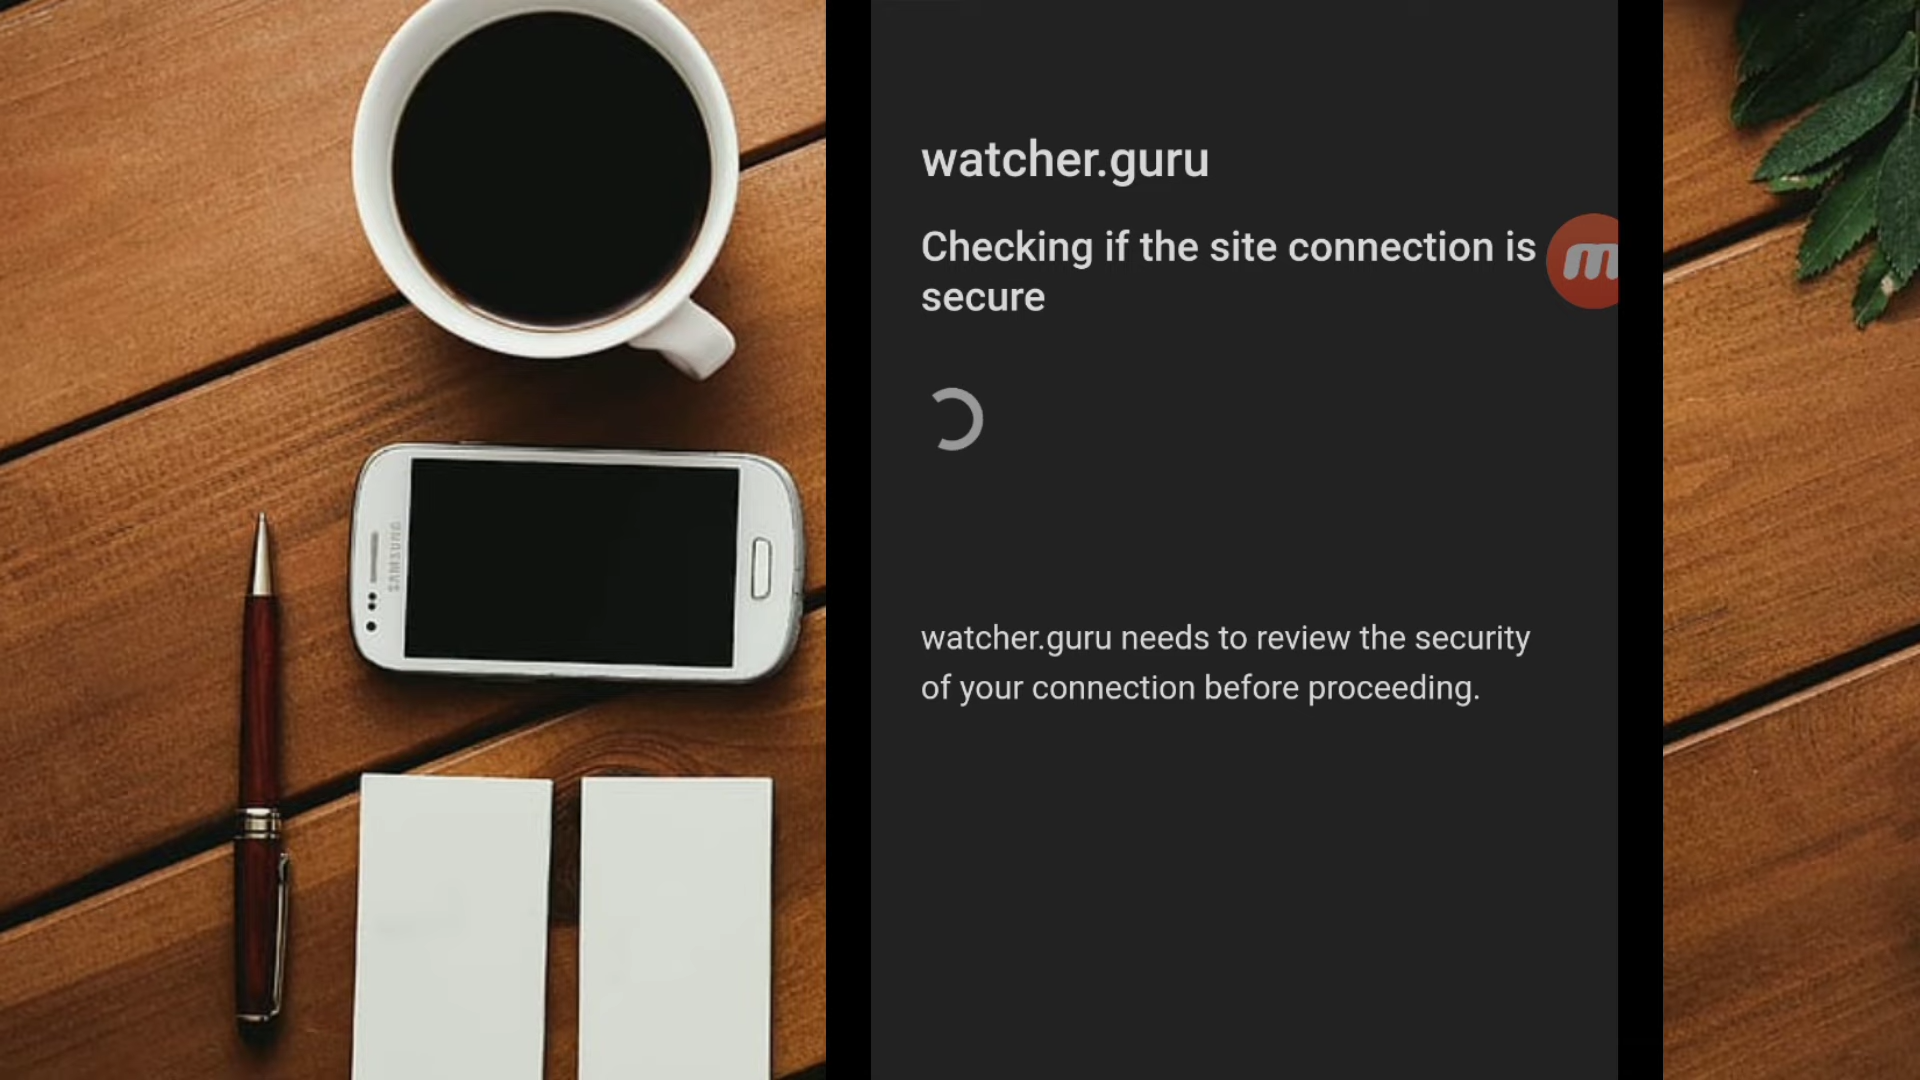 SAMSUNG
watcher.guru
Checking if the site connection is
secure
m
watcher.guru needs to review the security
of your connection before proceeding.